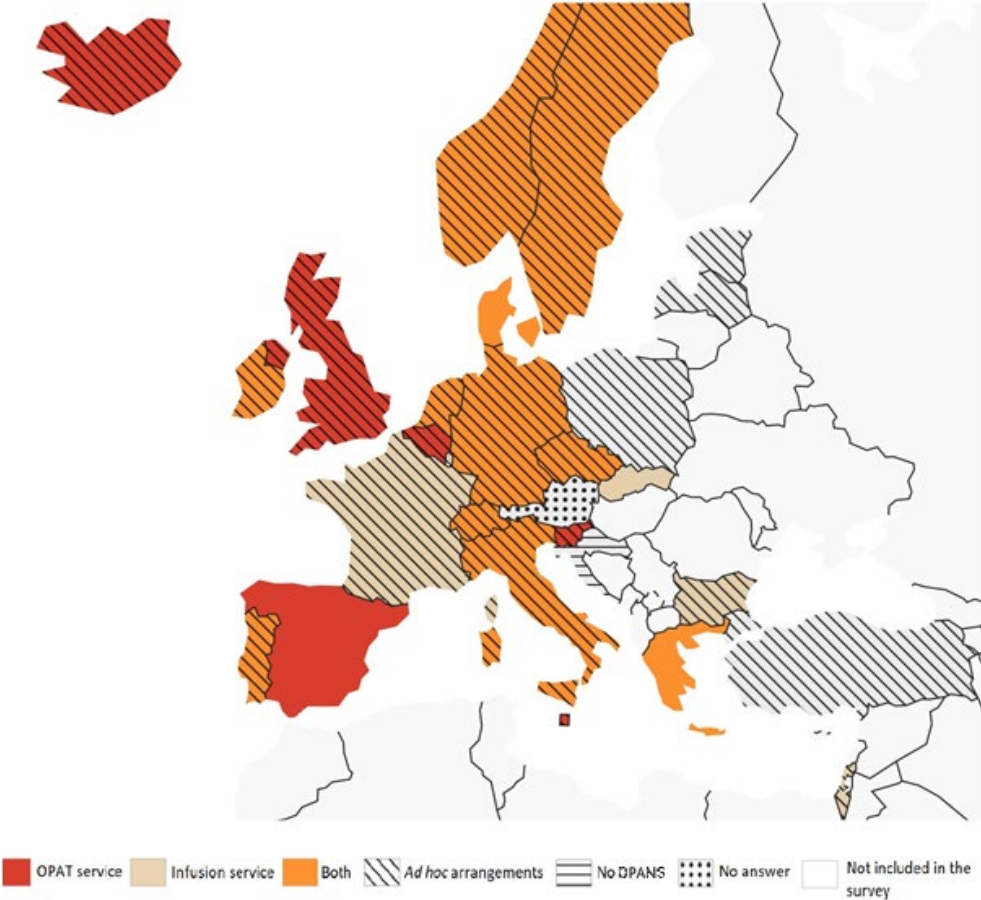 OPAT service
Infusion service
Both
Ad hoc arrangements
No DPANS
No answer
Not included in the
survey